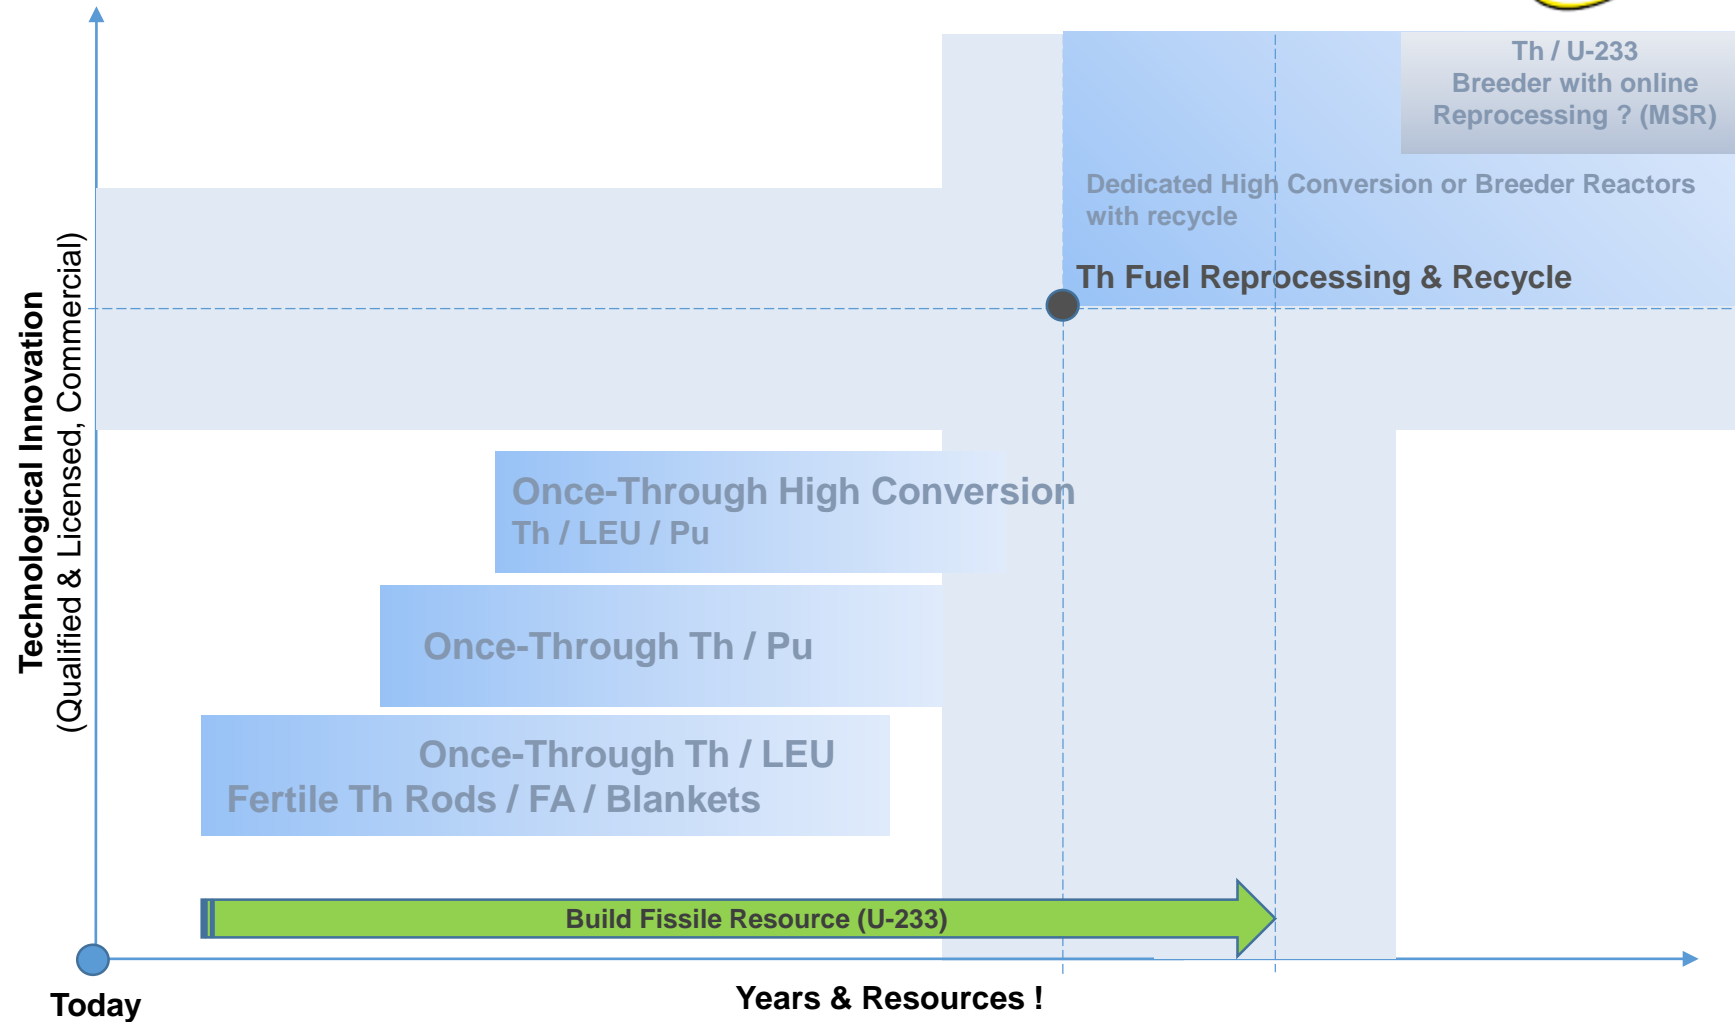 Th / U-233
Breeder with online
Reprocessing ? (MSR)
Dedicated High Conversion or Breeder Reactors
with recycle
Th Fuel Reprocessing & Recycle
Technological Innovation
(Qualified & Licensed, Commercial)
Once-Through High Conversion
Th / LEU / Pu
Once-Through Th / Pu
Once-Through Th / LEU
Fertile Th Rods / FA / Blankets
Build Fissile Resource (U-233)
Today
Years & Resources !